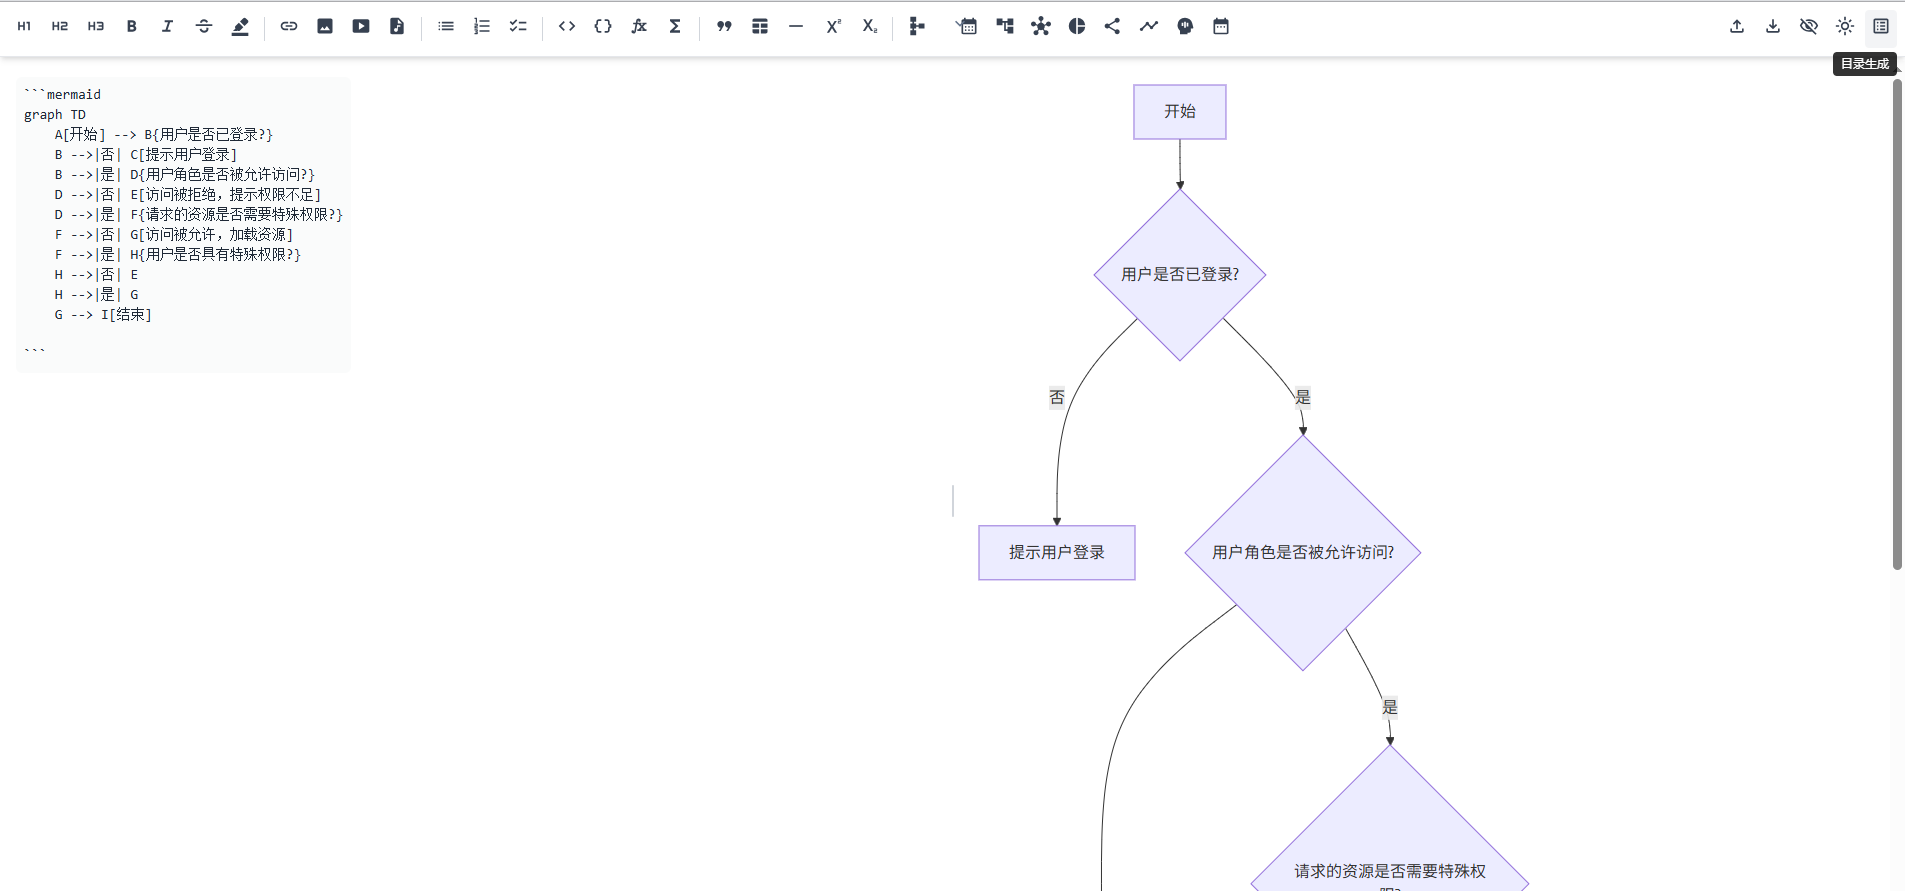 H1 H2 H3 B I
X² X₂
目录生成
```mermaid
graph TD
    A[开始] --> B{用户是否已登录?}
    B -->|否| C[提示用户登录]
    B -->|是| D{用户角色是否被允许访问?}
    D -->|否| E[访问被拒绝，提示权限不足]
    D -->|是| F{请求的资源是否需要特殊权限?}
    F -->|否| G[访问被允许，加载资源]
    F -->|是| H{用户是否具有特殊权限?}
    H -->|否| E
    H -->|是| G
    G --> I[结束]
```
开始
用户是否已登录?
否
是
提示用户登录
用户角色是否被允许访问?
是
请求的资源是否需要特殊权
限?